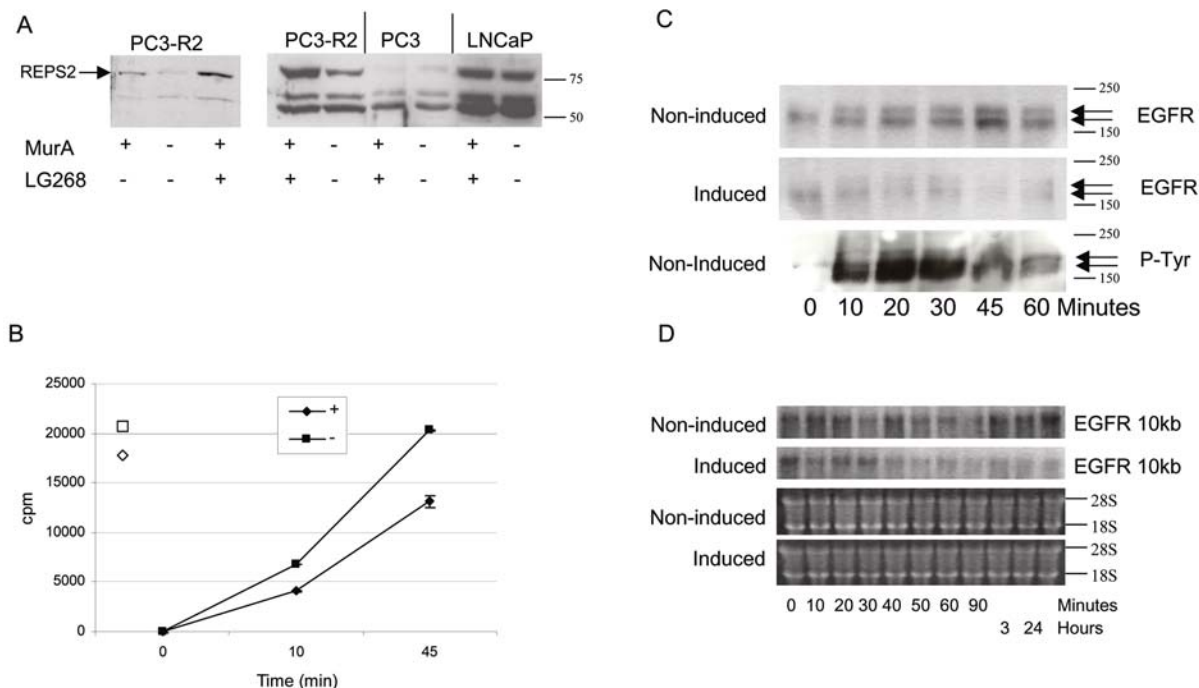 A
PC3-R2
PC3-R2 PC3 LNCaP
REPS2
75
50
MurA + - + + - + - + -
LG268 - - + + - + - + -
B
25000
20000
15000
10000
5000
0
cpm
+
-
0 10 45
Time (min)
C
Non-induced 250 150 EGFR
Induced 250 150 EGFR
Non-Induced 250 150 P-Tyr
0 10 20 30 45 60 Minutes
D
Non-induced EGFR 10kb
Induced EGFR 10kb
Non-induced 28S 18S
Induced 28S 18S
0 10 20 30 40 50 60 90 Minutes
3 24 Hours